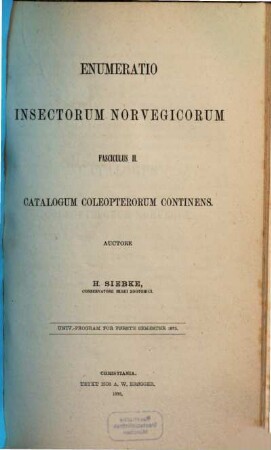 ENUMERATIO
INSECTORUM NORVEGICORUM
FASCICULUS II.
CATALOGUM COLEOPTERORUM CONTINENS.
AUCTORE
H. SIEBKE,
CONSERVATORE MUSEI ZOOTOMICI.
UNIV.-PROGRAM FOR FØRSTE SEMESTER 1875.
CHRISTIANIA.
TRYKT HOS A. W. BRØGGER.
1875.